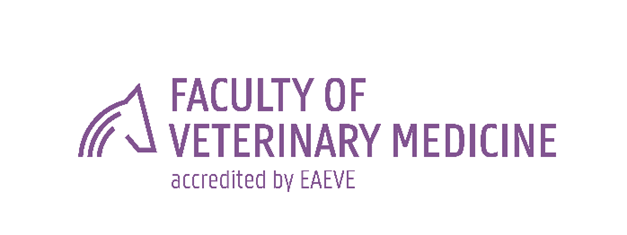 FACULTY OF
VETERINARY MEDICINE
accredited by EAEVE